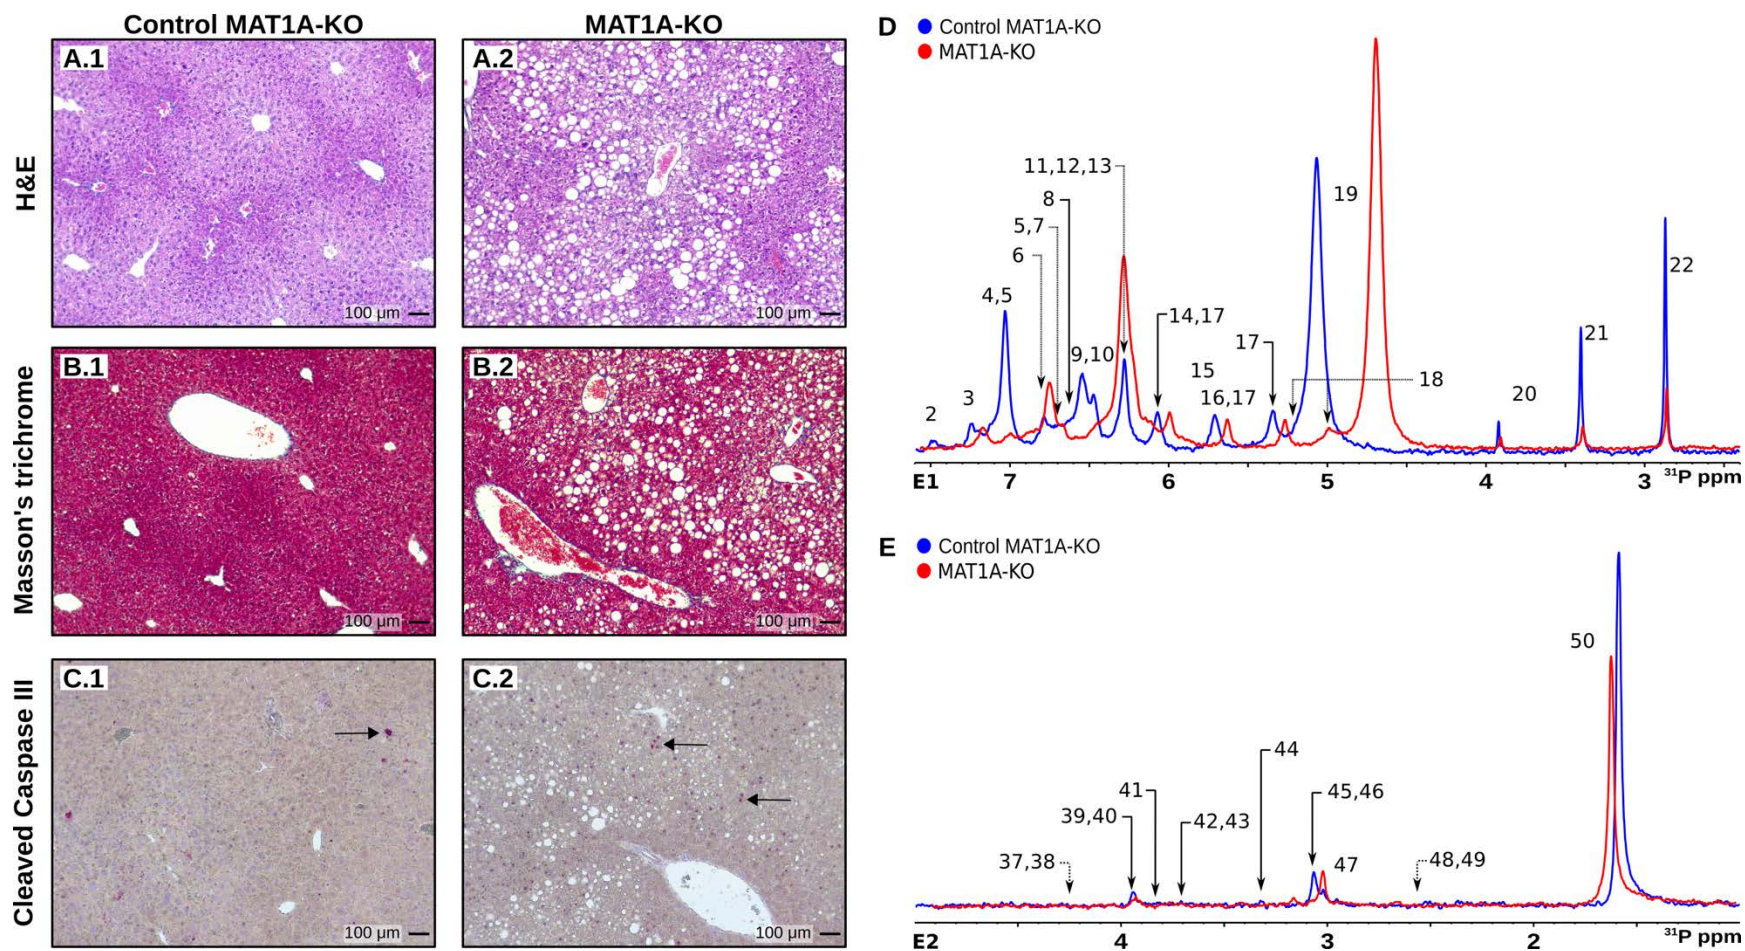 Control MAT1A-KO
MAT1A-KO
H&E
A.1
100 µm
A.2
100 µm
Masson's trichrome
B.1
100 µm
B.2
100 µm
Cleaved Caspase III
C.1
100 µm
C.2
100 µm
D
Control MAT1A-KO
MAT1A-KO
11,12,13
8
5,7
6
4,5
9,10
3
2
14,17
15
16,17
17
18
19
20
21
22
E1
7
6
5
4
3
³¹P ppm
E
Control MAT1A-KO
MAT1A-KO
50
44
41
45,46
39,40
42,43
37,38
47
48,49
E2
4
3
2
³¹P ppm